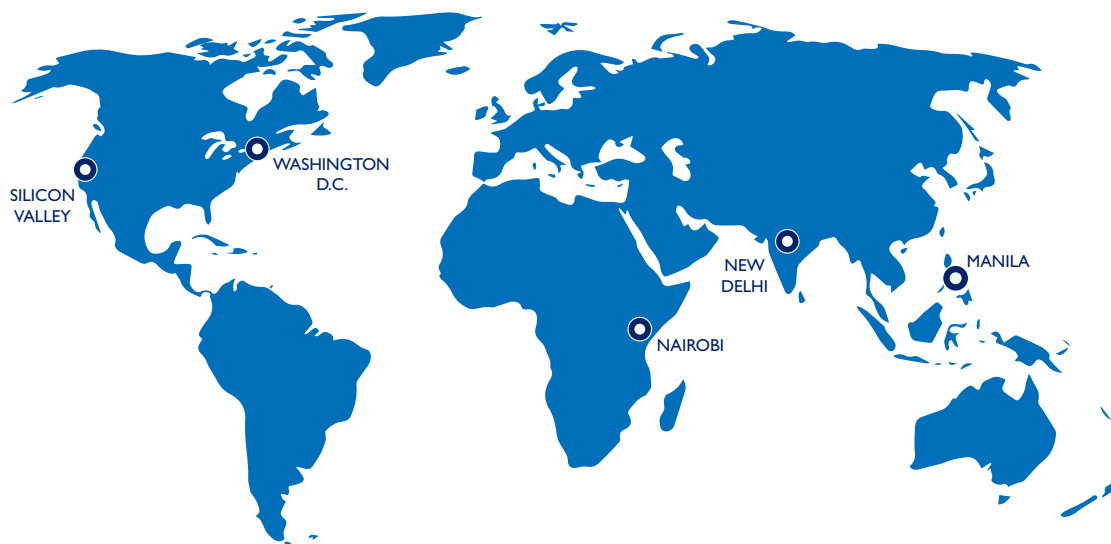 WASHINGTON
D.C.
SILICON
VALLEY
NEW
DELHI
MANILA
NAIROBI